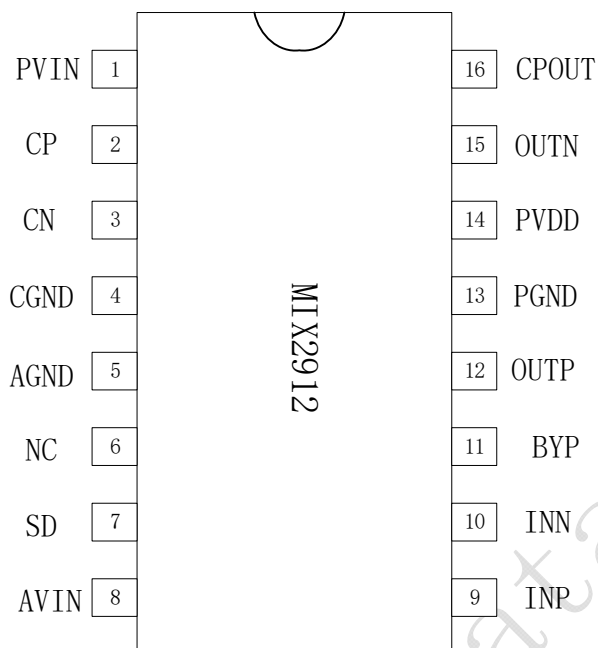 PVIN 1 16 CPOUT
CP 2 15 OUTN
CN 3 14 PVDD
CGND 4 13 PGND
MIX2912
AGND 5 12 OUTP
NC 6 11 BYP
SD 7 10 INN
AVIN 8 9 INP